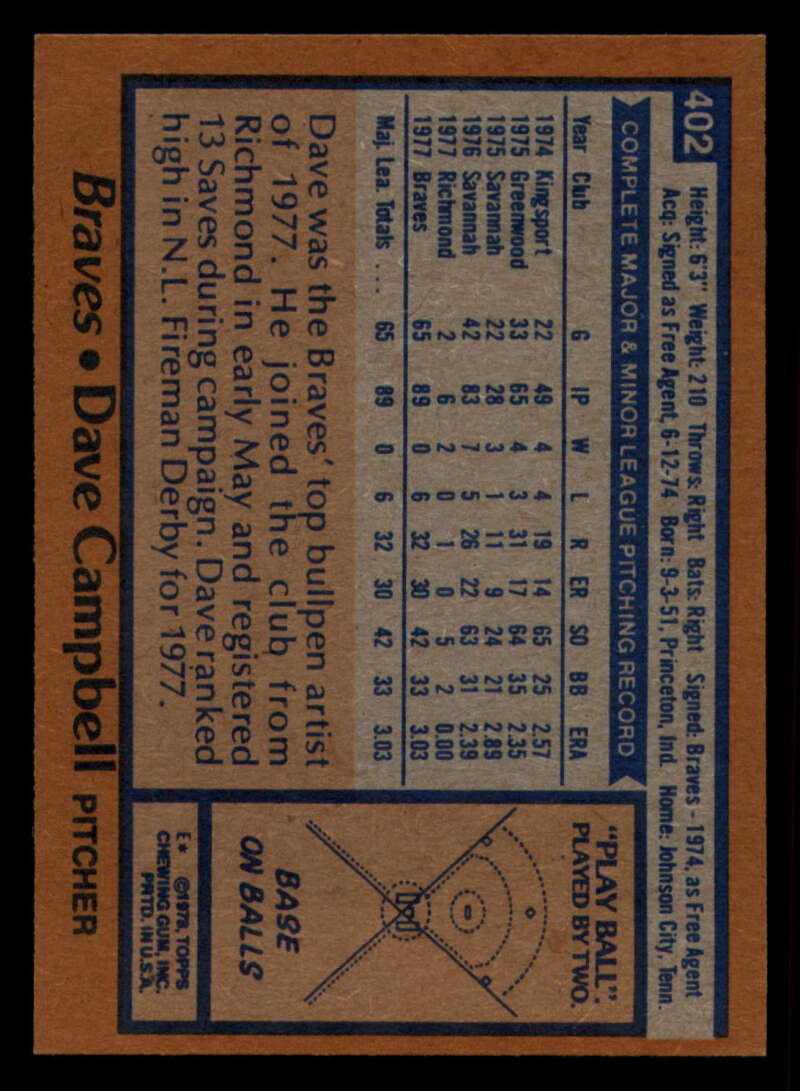 402
Height: 6'3" Weight: 210 Throws: Right Bats: Right Signed: Braves - 1974, as Free Agent
Acq: Signed as Free Agent, 6-12-74 Born: 9-3-51, Princeton, Ind. Home: Johnson City, Tenn.
COMPLETE MAJOR & MINOR LEAGUE PITCHING RECORD
Year Club G IP W L R ER SO BB ERA
1974 Kingsport 22 49 4 4 19 14 65 25 2.57
1975 Greenwood 33 65 4 3 31 17 64 35 2.35
1975 Savannah 22 28 3 1 11 9 24 21 2.89
1976 Savannah 42 83 7 5 26 22 63 31 2.39
1977 Richmond 2 6 2 0 1 0 5 2 0.00
1977 Braves 65 89 0 6 32 30 42 33 3.03
Maj. Lea. Totals .... 65 89 0 6 32 30 42 33 3.03
Dave was the Braves' top bullpen artist
of 1977. He joined the club from
Richmond in early May and registered
13 Saves during campaign. Dave ranked
high in N.L. Fireman Derby for 1977.
"PLAY BALL".
PLAYED BY TWO.
BASE
ON BALLS
E* ©1978, TOPPS
CHEWING GUM, INC.
PRTD. IN U.S.A.
Braves • Dave Campbell PITCHER